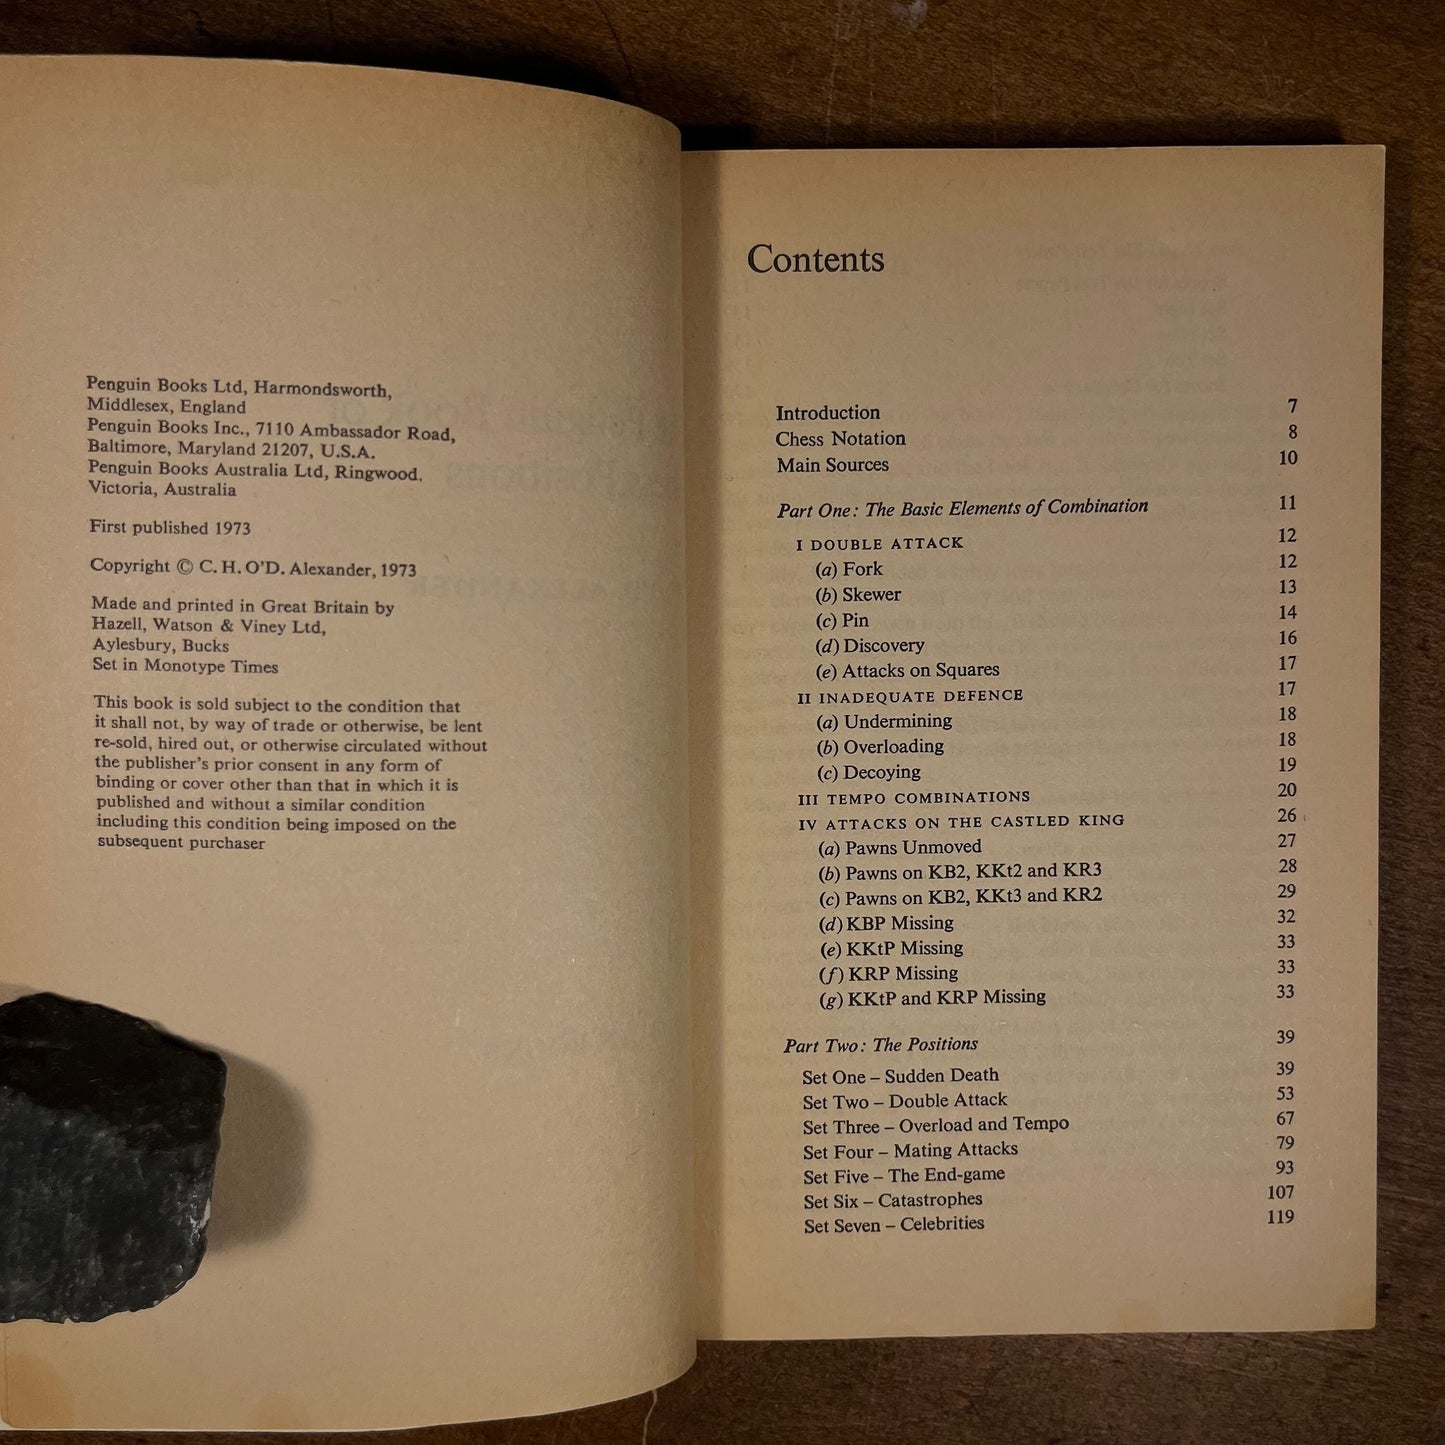 Penguin Books Ltd, Harmondsworth,
Middlesex, England
Penguin Books Inc., 7110 Ambassador Road,
Baltimore, Maryland 21207, U.S.A.
Penguin Books Australia Ltd, Ringwood,
Victoria, Australia
First published 1973
Copyright © C. H. O'D. Alexander, 1973
Made and printed in Great Britain by
Hazell, Watson & Viney Ltd,
Aylesbury, Bucks
Set in Monotype Times
This book is sold subject to the condition that
it shall not, by way of trade or otherwise, be lent
re-sold, hired out, or otherwise circulated without
the publisher's prior consent in any form of
binding or cover other than that in which it is
published and without a similar condition
including this condition being imposed on the
subsequent purchaser
Contents
Introduction 7
Chess Notation 8
Main Sources 10
Part One: The Basic Elements of Combination 11
I DOUBLE ATTACK 12
(a) Fork 12
(b) Skewer 13
(c) Pin 14
(d) Discovery 16
(e) Attacks on Squares 17
II INADEQUATE DEFENCE 17
(a) Undermining 18
(b) Overloading 18
(c) Decoying 19
III TEMPO COMBINATIONS 20
IV ATTACKS ON THE CASTLED KING 26
(a) Pawns Unmoved 27
(b) Pawns on KB2, KKt2 and KR3 28
(c) Pawns on KB2, KKt3 and KR2 29
(d) KBP Missing 32
(e) KKtP Missing 33
(f) KRP Missing 33
(g) KKtP and KRP Missing 33
Part Two: The Positions 39
Set One – Sudden Death 39
Set Two – Double Attack 53
Set Three – Overload and Tempo 67
Set Four – Mating Attacks 79
Set Five – The End-game 93
Set Six – Catastrophes 107
Set Seven – Celebrities 119